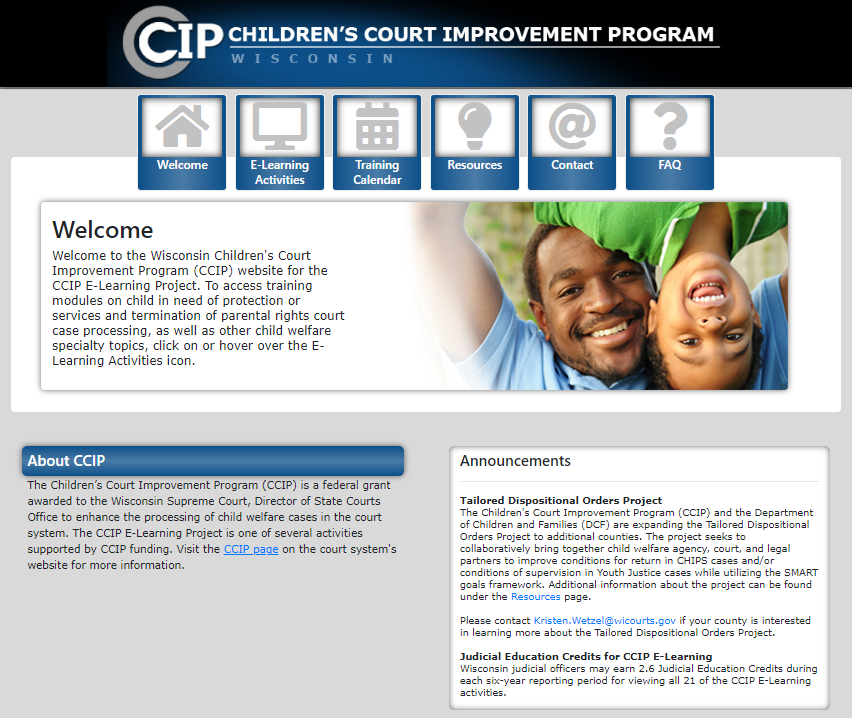 CCIP CHILDREN’S COURT IMPROVEMENT PROGRAM
WISCONSIN
Welcome
E-Learning
Activities
Training
Calendar
Resources
Contact
FAQ
Welcome
Welcome to the Wisconsin Children's Court
Improvement Program (CCIP) website for the
CCIP E-Learning Project. To access training
modules on child in need of protection or
services and termination of parental rights court
case processing, as well as other child welfare
specialty topics, click on or hover over the E-
Learning Activities icon.
About CCIP
The Children’s Court Improvement Program (CCIP) is a federal grant
awarded to the Wisconsin Supreme Court, Director of State Courts
Office to enhance the processing of child welfare cases in the court
system. The CCIP E-Learning Project is one of several activities
supported by CCIP funding. Visit the CCIP page on the court system's
website for more information.
Announcements
Tailored Dispositional Orders Project
The Children's Court Improvement Program (CCIP) and the Department
of Children and Families (DCF) are expanding the Tailored Dispositional
Orders Project to additional counties. The project seeks to
collaboratively bring together child welfare agency, court, and legal
partners to improve conditions for return in CHIPS cases and/or
conditions of supervision in Youth Justice cases while utilizing the SMART
goals framework. Additional information about the project can be found
under the Resources page.
Please contact Kristen.Wetzel@wicourts.gov if your county is interested
in learning more about the Tailored Dispositional Orders Project.
Judicial Education Credits for CCIP E-Learning
Wisconsin judicial officers may earn 2.6 Judicial Education Credits during
each six-year reporting period for viewing all 21 of the CCIP E-Learning
activities.